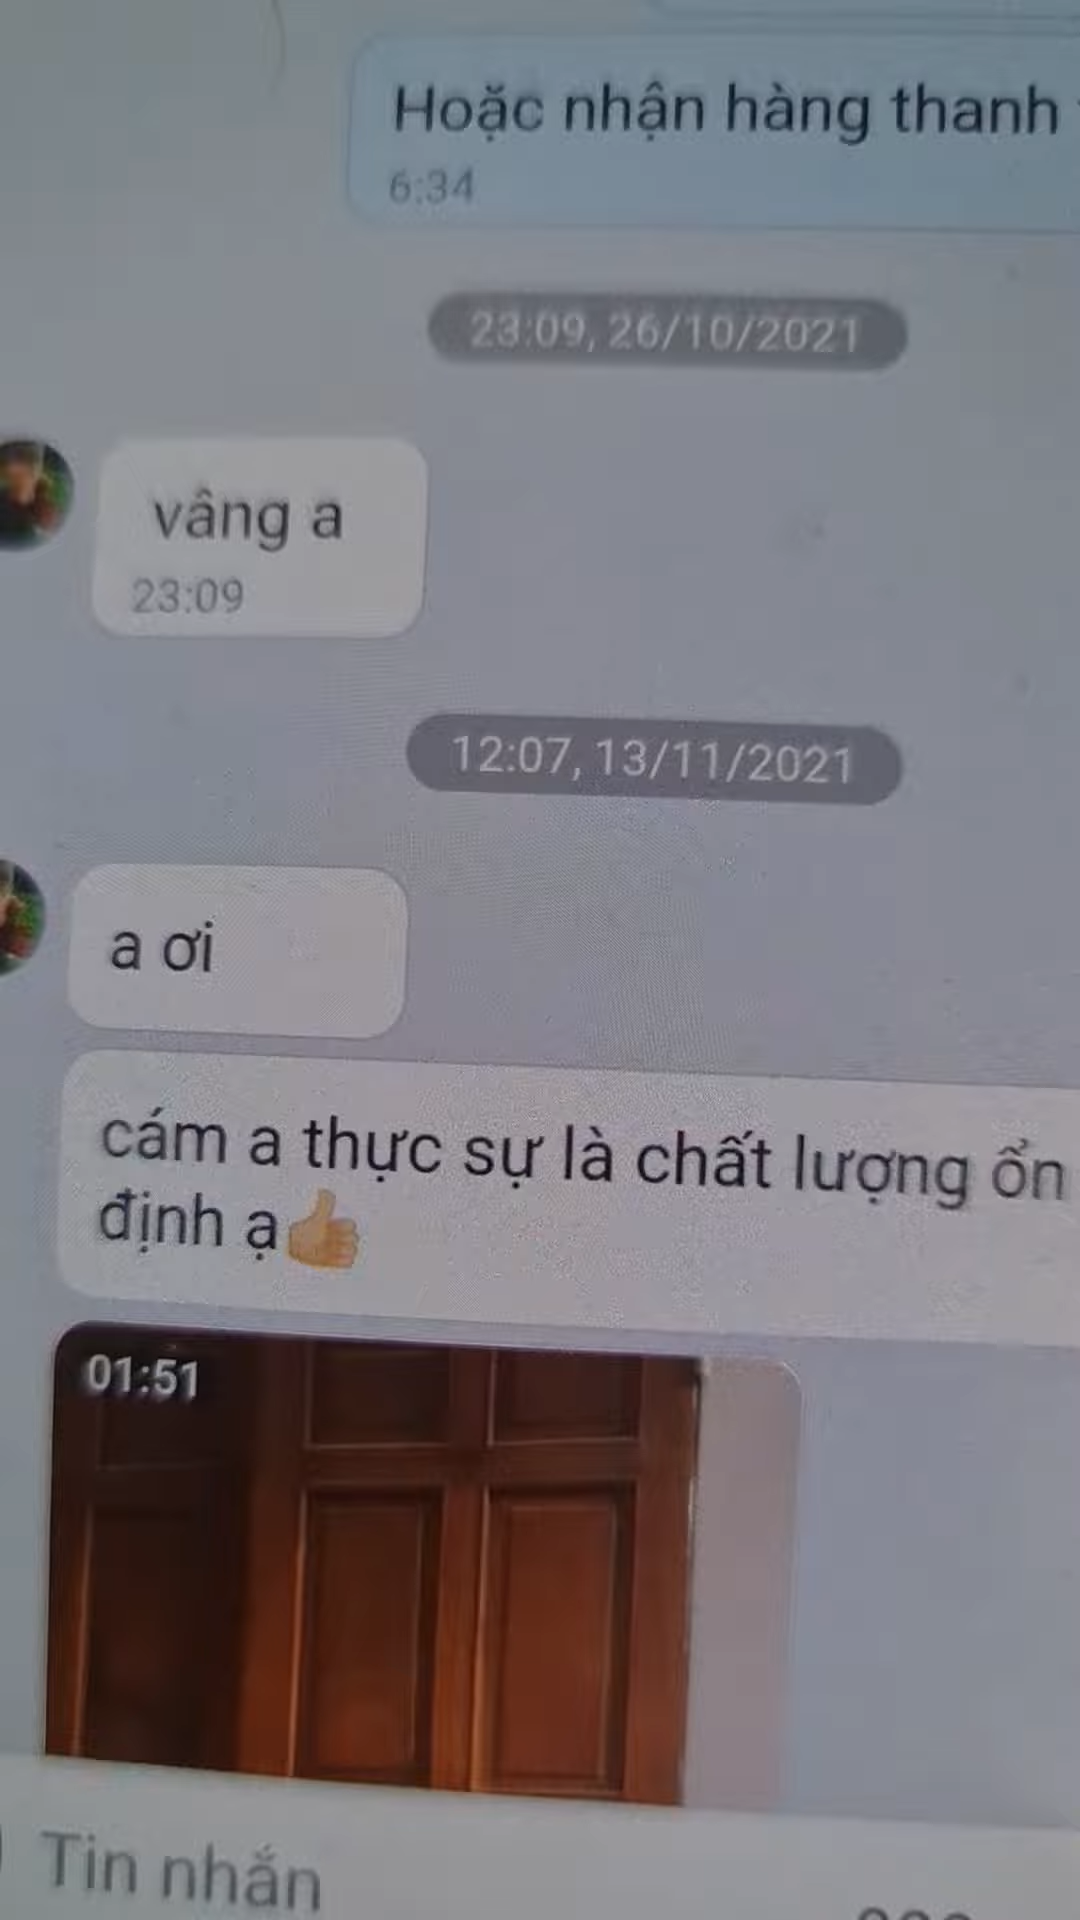 Hoặc nhận hàng thanh
6:34
23:09, 26/10/2021
vâng a
23:09
12:07, 13/11/2021
a ơi
cám a thực sự là chất lượng ổn
định ạ👍
01:51
Tin nhắn